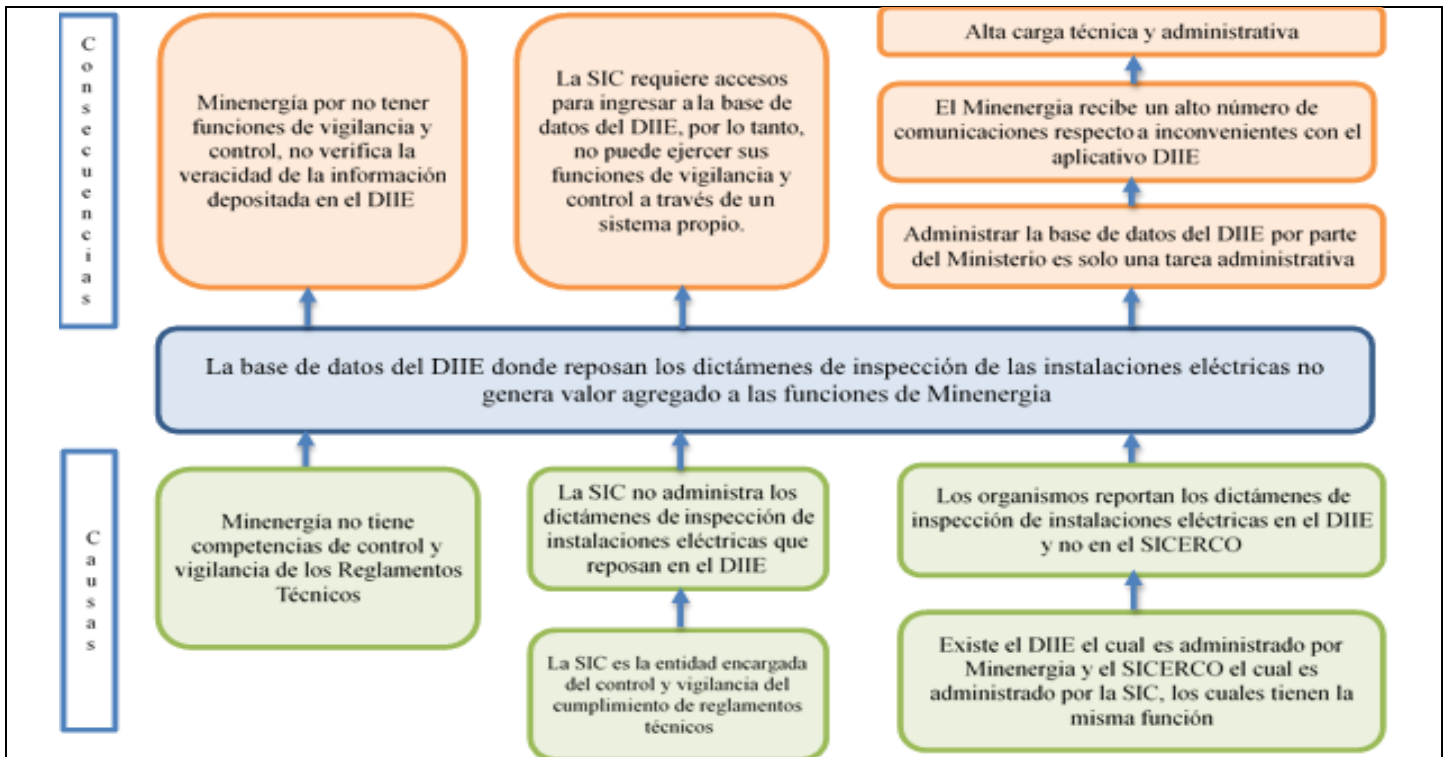 Consecuencias
Minenergía por no tener
funciones de vigilancia y
control, no verifica la
veracidad de la información
depositada en el DIIE
La SIC requiere accesos
para ingresar a la base de
datos del DIIE, por lo tanto,
no puede ejercer sus
funciones de vigilancia y
control a través de un
sistema propio.
Alta carga técnica y administrativa
El Minenergia recibe un alto número de
comunicaciones respecto a inconvenientes con el
aplicativo DIIE
Administrar la base de datos del DIIE por parte
del Ministerio es solo una tarea administrativa
La base de datos del DIIE donde reposan los dictámenes de inspección de las instalaciones eléctricas no
genera valor agregado a las funciones de Minenergia
Causas
Minenergía no tiene
competencias de control y
vigilancia de los Reglamentos
Técnicos
La SIC no administra los
dictámenes de inspección de
instalaciones eléctricas que
reposan en el DIIE
La SIC es la entidad encargada
del control y vigilancia del
cumplimiento de reglamentos
técnicos
Los organismos reportan los dictámenes de
inspección de instalaciones eléctricas en el DIIE
y no en el SICERCO
Existe el DIIE el cual es administrado por
Minenergia y el SICERCO el cual es
administrado por la SIC, los cuales tienen la
misma función